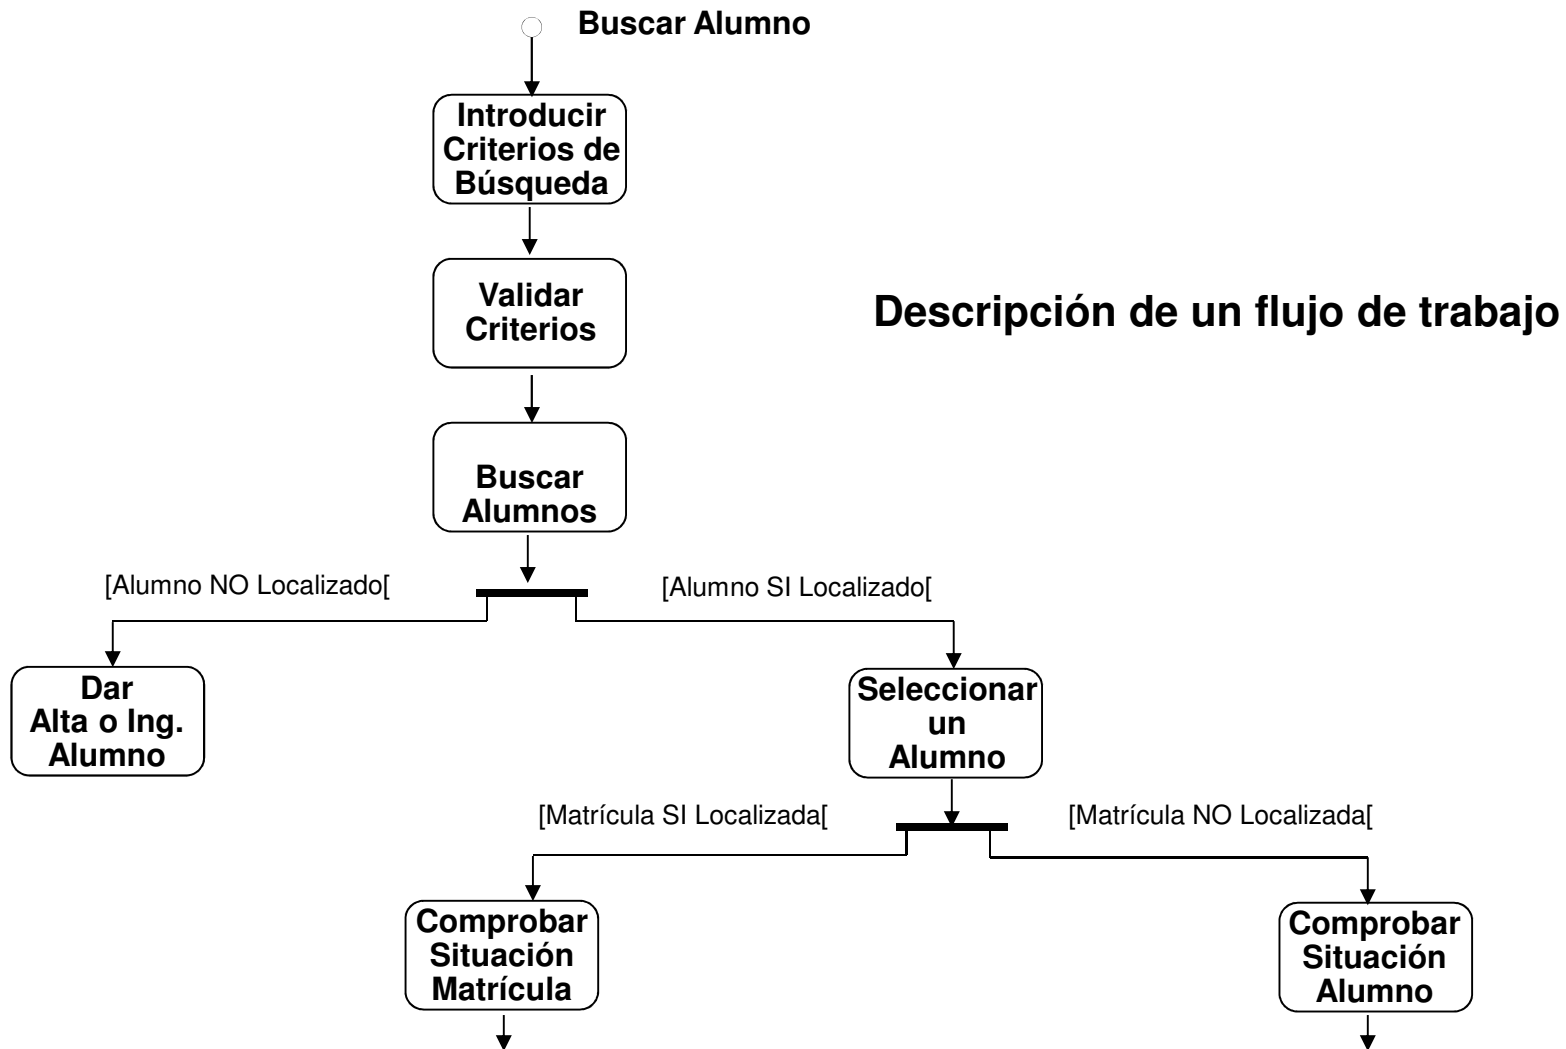 Buscar Alumno
Introducir
Criterios de
Búsqueda
Validar
Criterios
Descripción de un flujo de trabajo
Buscar
Alumnos
[Alumno NO Localizado[
[Alumno SI Localizado[
Dar
Alta o Ing.
Alumno
Seleccionar
un
Alumno
[Matrícula SI Localizada[
[Matrícula NO Localizada[
Comprobar
Situación
Matrícula
Comprobar
Situación
Alumno